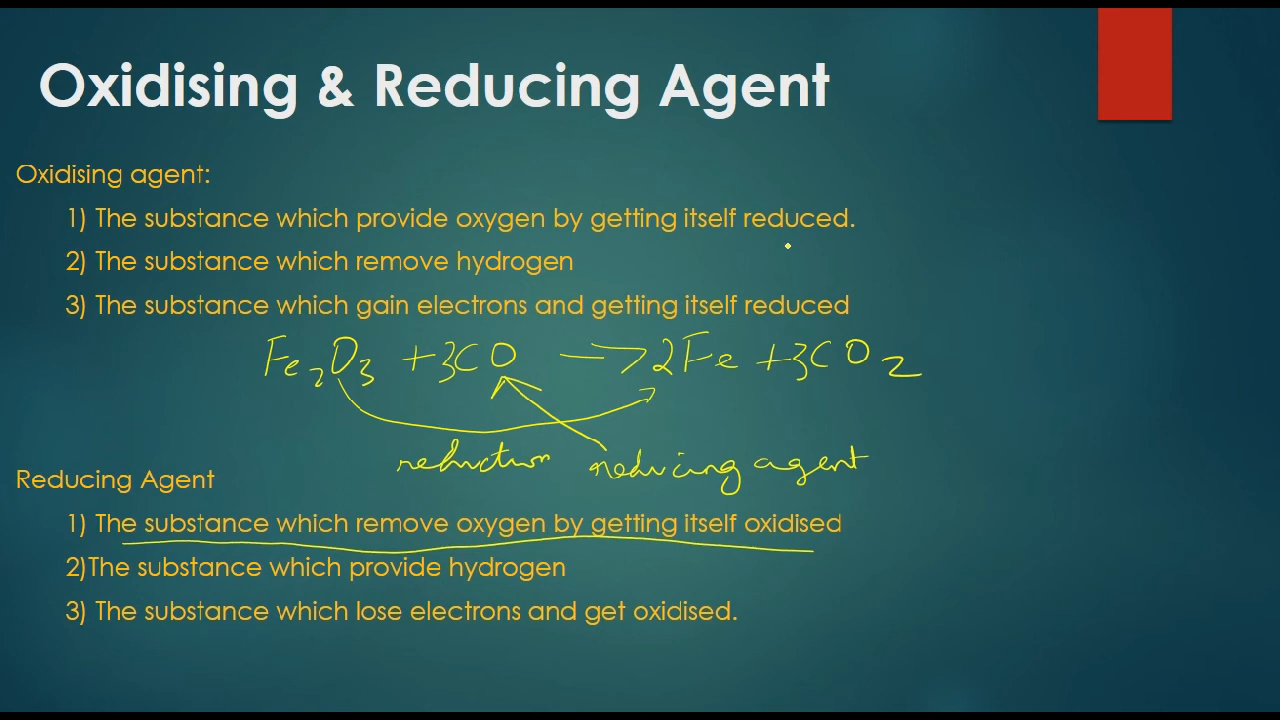 Oxidising & Reducing Agent
Oxidising agent:
1) The substance which provide oxygen by getting itself reduced.
2) The substance which remove hydrogen
3) The substance which gain electrons and getting itself reduced
Fe2O3 +3CO → 2Fe +3CO2
reduction reducing agent
Reducing Agent
1) The substance which remove oxygen by getting itself oxidised
2)The substance which provide hydrogen
3) The substance which lose electrons and get oxidised.